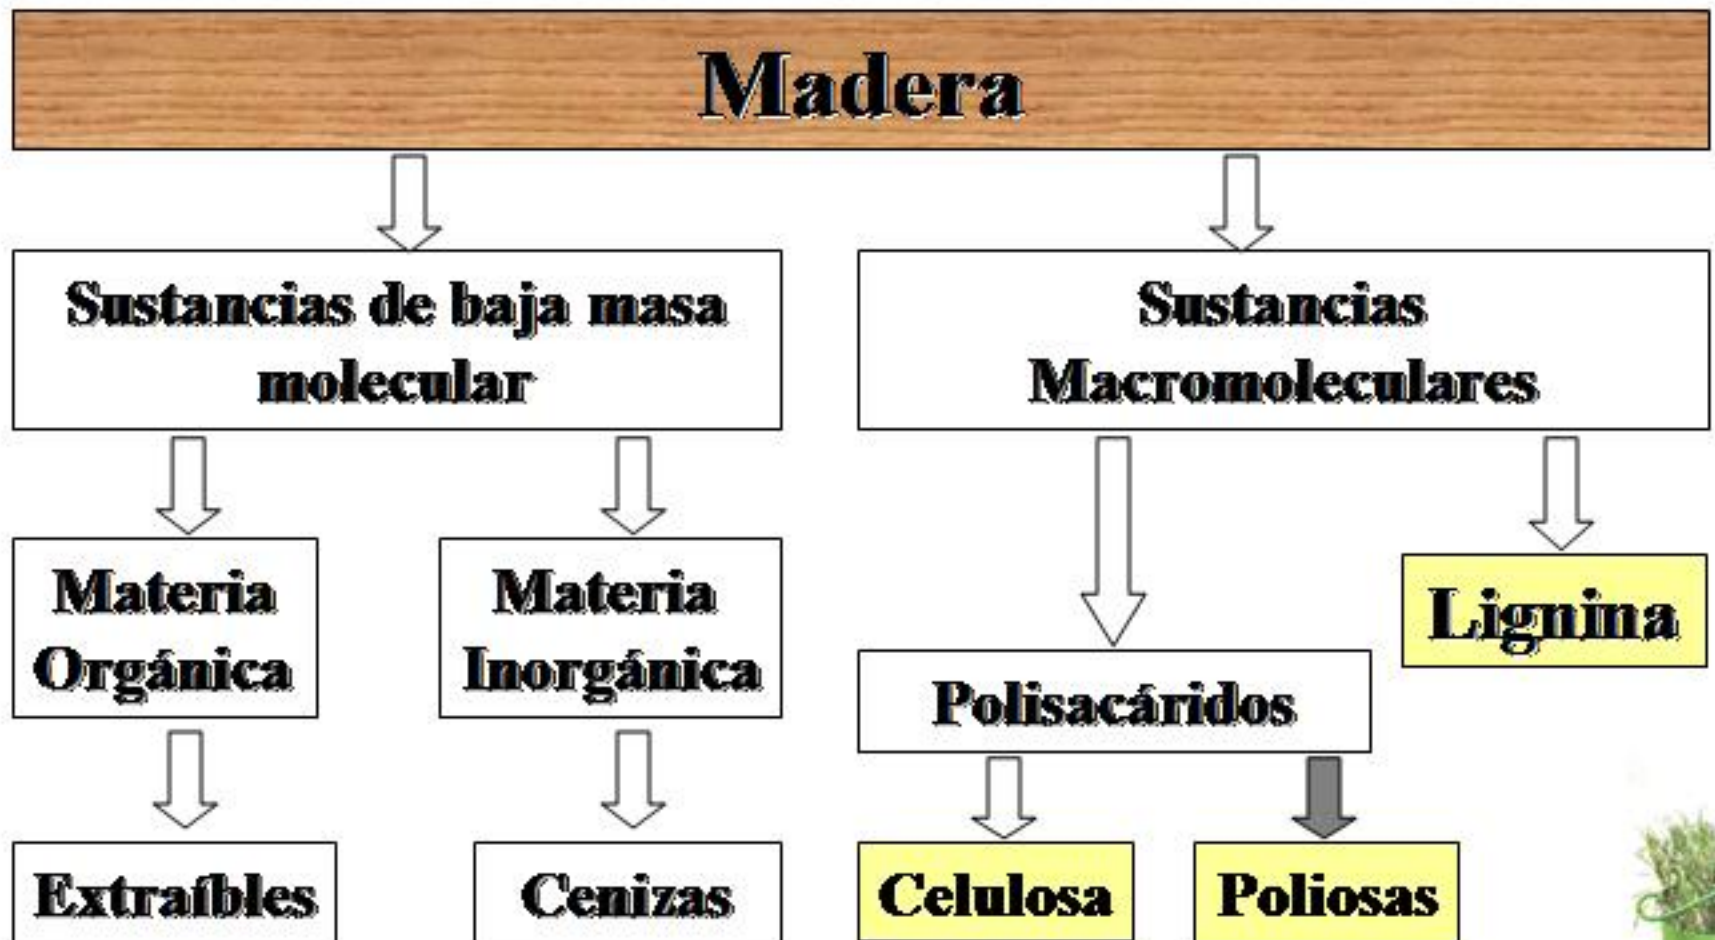 Madera
Sustancias de baja masa
molecular
Sustancias
Macromoleculares
Materia
Orgánica
Materia
Inorgánica
Lignina
Polisacáridos
Extraíbles
Cenizas
Celulosa
Poliosas